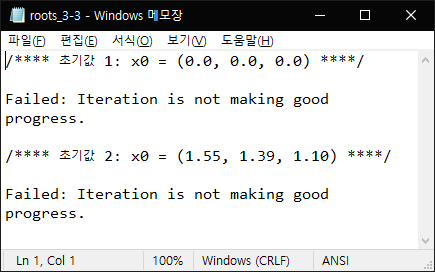 roots_3-3 - Windows 메모장
파일(F) 편집(E) 서식(O) 보기(V) 도움말(H)
/**** 초기값 1: x0 = (0.0, 0.0, 0.0) ****/
Failed: Iteration is not making good
progress.
/**** 초기값 2: x0 = (1.55, 1.39, 1.10) ****/
Failed: Iteration is not making good
progress.
Ln 1, Col 1 100% Windows (CRLF) ANSI